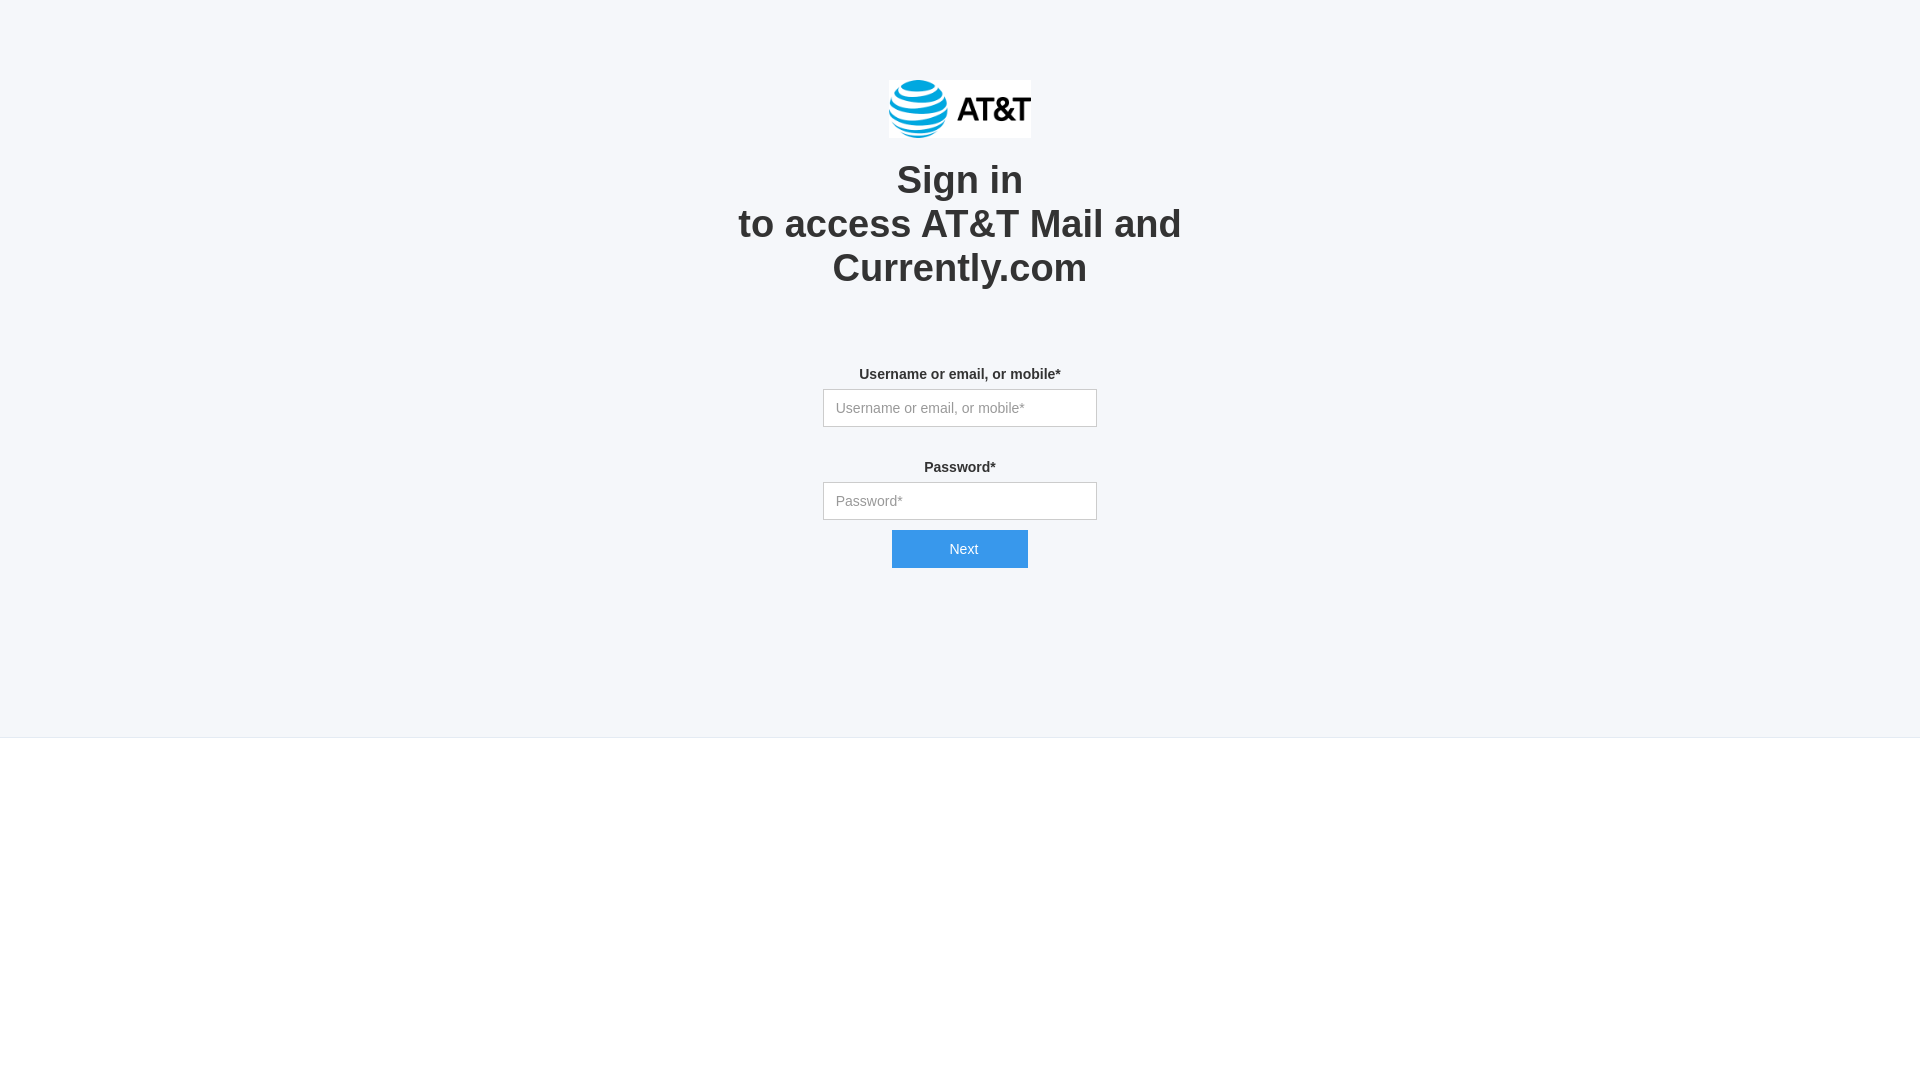 AT&T
Sign in
to access AT&T Mail and
Currently.com
Username or email, or mobile*
Username or email, or mobile*
Password*
Password*
Next